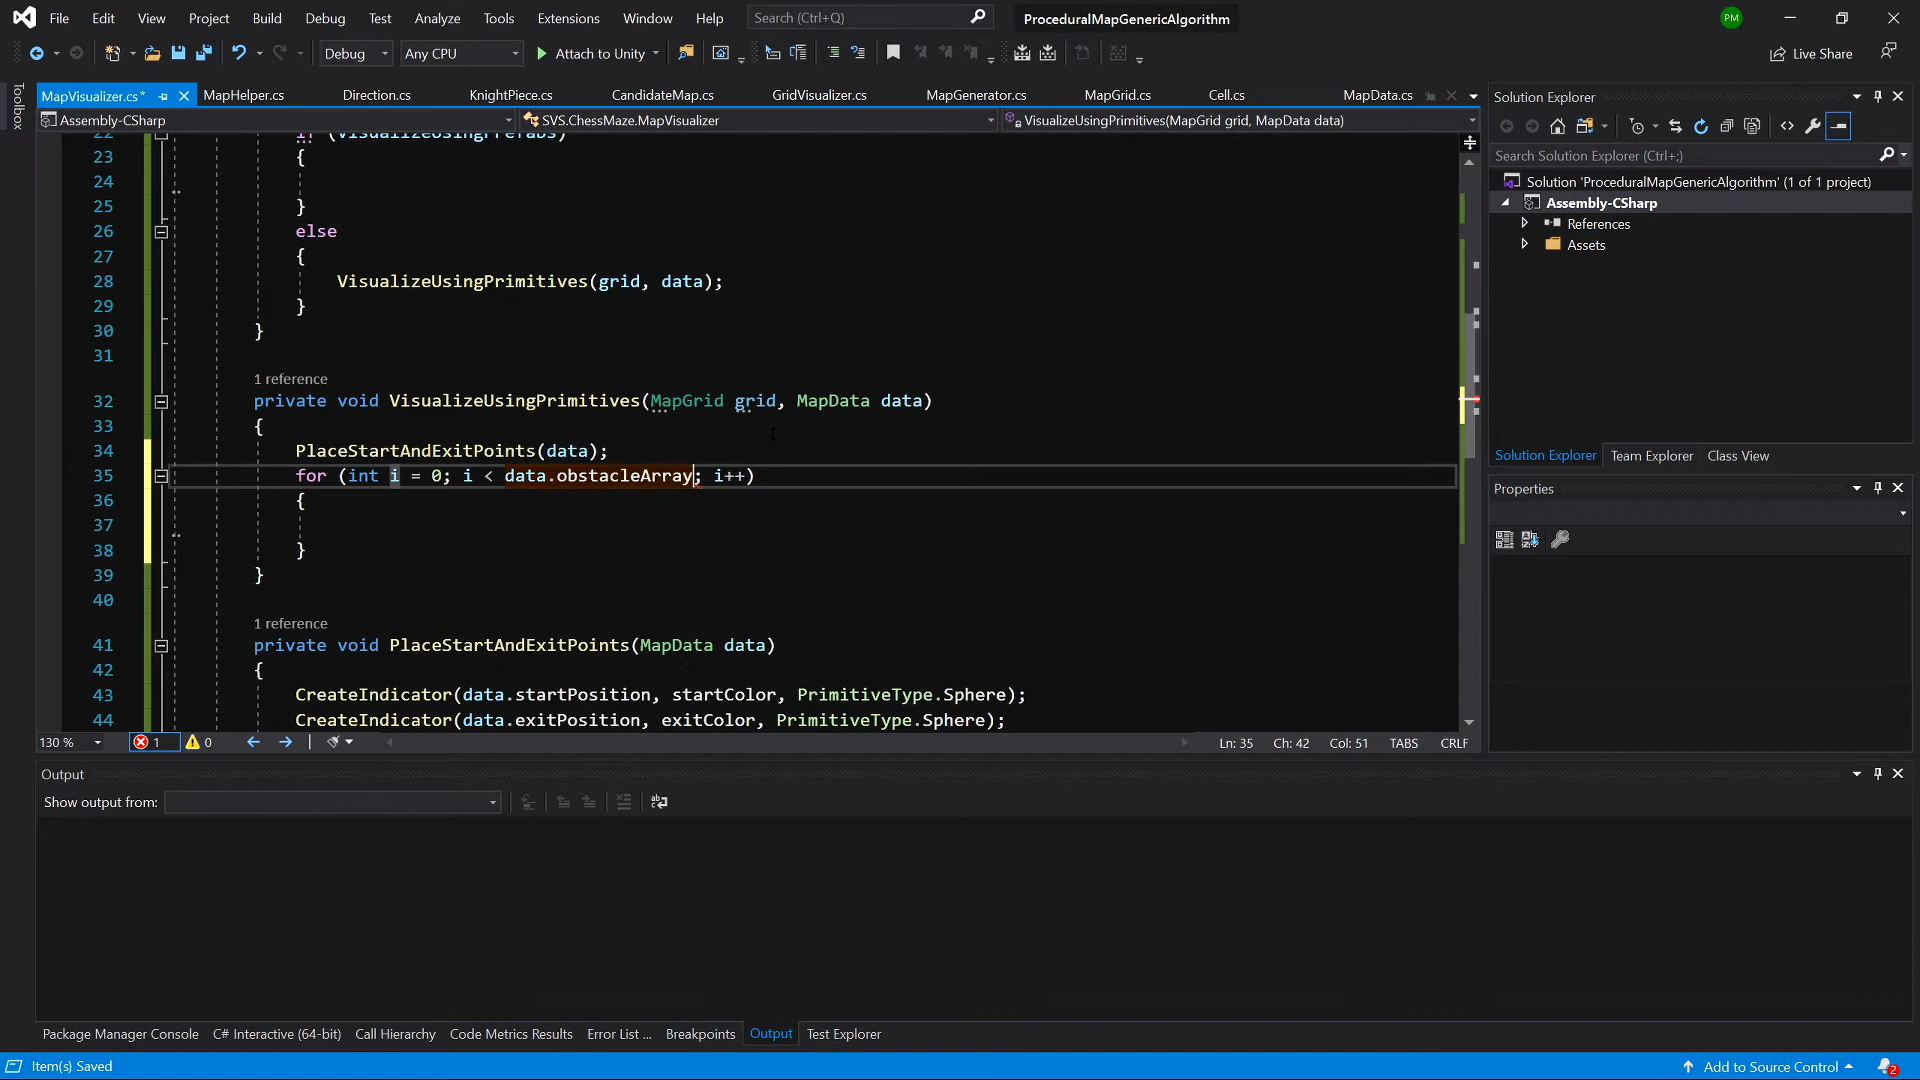 File Edit View Project Build Debug Test Analyze Tools Extensions Window Help Search (Ctrl+Q) ProceduralMapGenericAlgorithm PM
Debug Any CPU Attach to Unity Live Share
Toolbox
MapVisualizer.cs* MapHelper.cs Direction.cs KnightPiece.cs CandidateMap.cs GridVisualizer.cs MapGenerator.cs MapGrid.cs Cell.cs MapData.cs
Assembly-CSharp SVS.ChessMaze.MapVisualizer VisualizeUsingPrimitives(MapGrid grid, MapData data)
22 if (visualizeUsingPrefabs)
23 {
24
25 }
26 else
27 {
28 VisualizeUsingPrimitives(grid, data);
29 }
30 }
31
1 reference
32 private void VisualizeUsingPrimitives(MapGrid grid, MapData data)
33 {
34 PlaceStartAndExitPoints(data);
35 for (int i = 0; i < data.obstacleArray; i++)
36 {
37
38 }
39 }
40
1 reference
41 private void PlaceStartAndExitPoints(MapData data)
42 {
43 CreateIndicator(data.startPosition, startColor, PrimitiveType.Sphere);
44 CreateIndicator(data.exitPosition, exitColor, PrimitiveType.Sphere);
130 % 1 0 Ln: 35 Ch: 42 Col: 51 TABS CRLF
Output
Show output from:
Package Manager Console C# Interactive (64-bit) Call Hierarchy Code Metrics Results Error List ... Breakpoints Output Test Explorer
Item(s) Saved Add to Source Control 2
Solution Explorer
Search Solution Explorer (Ctrl+;)
Solution 'ProceduralMapGenericAlgorithm' (1 of 1 project)
Assembly-CSharp
References
Assets
Solution Explorer Team Explorer Class View
Properties